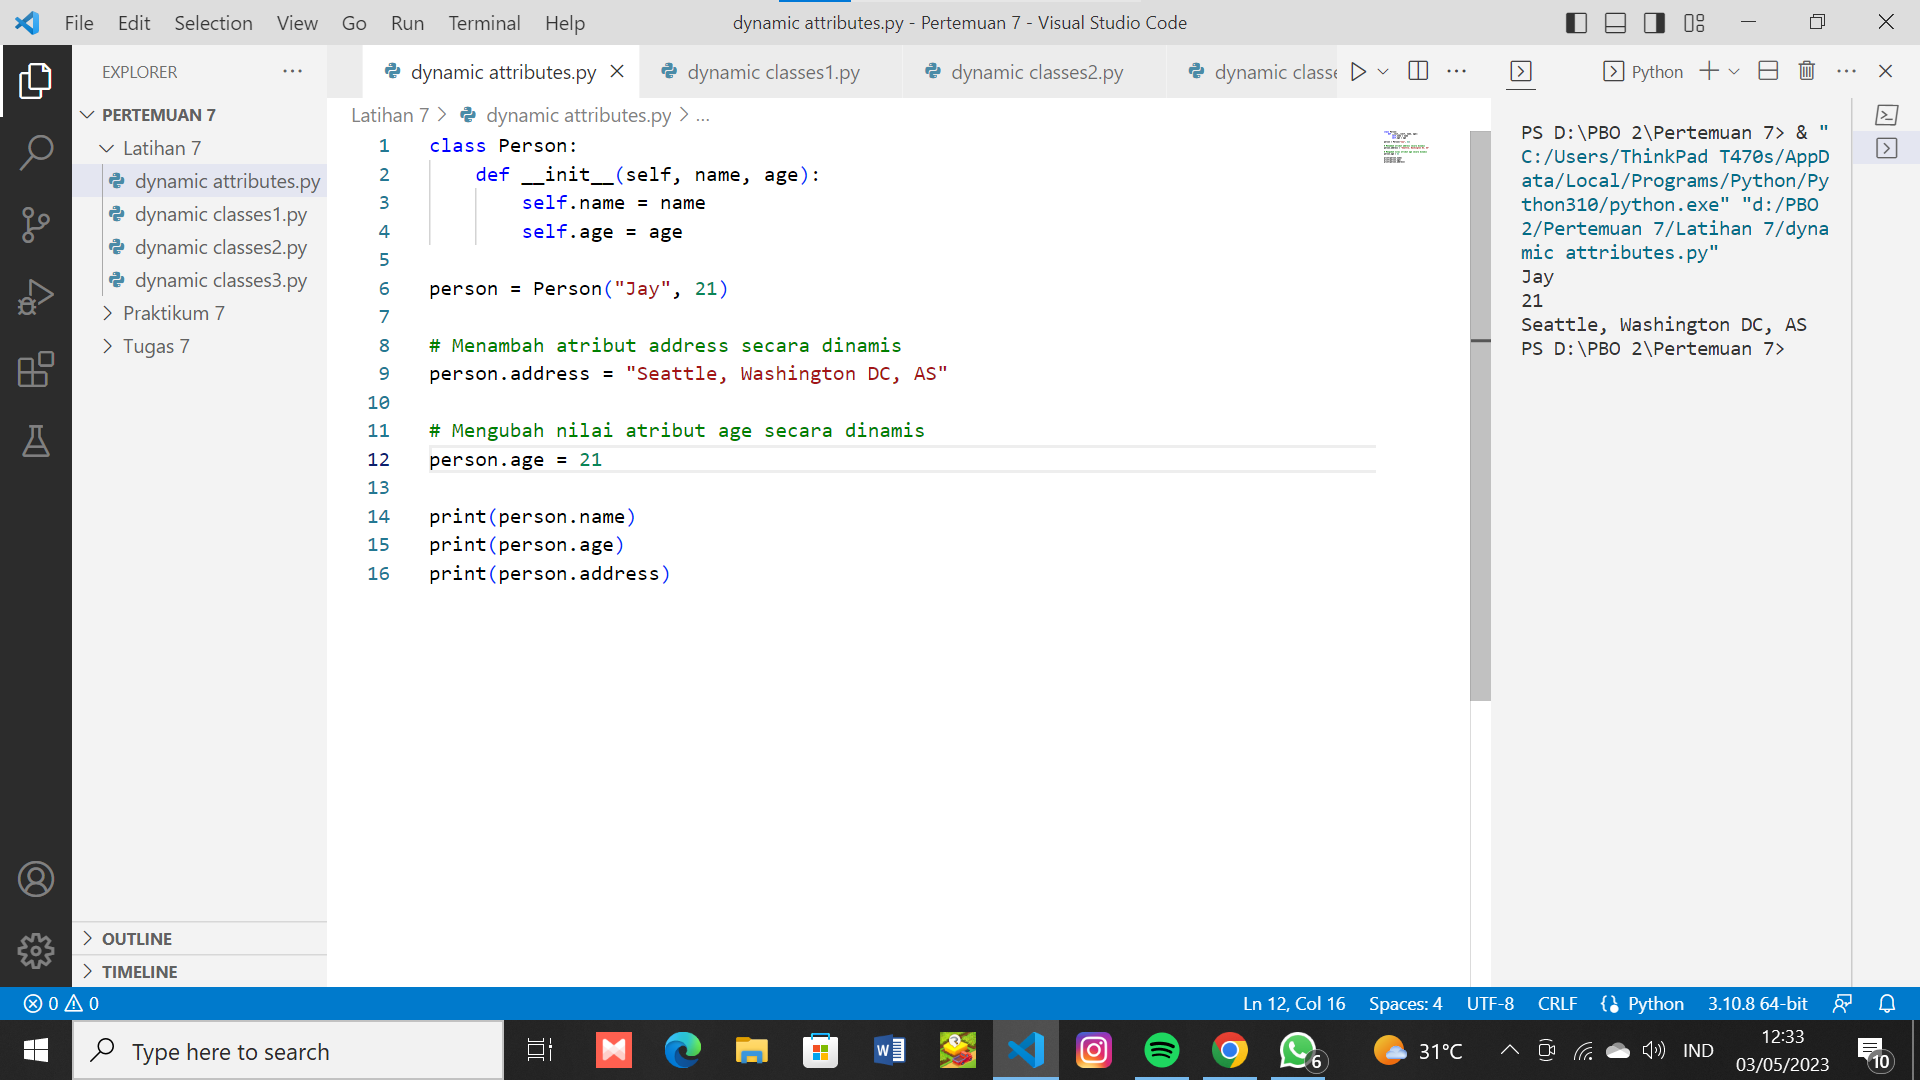 File Edit Selection View Go Run Terminal Help
dynamic attributes.py - Pertemuan 7 - Visual Studio Code
EXPLORER
PERTEMUAN 7
Latihan 7
dynamic attributes.py
dynamic classes1.py
dynamic classes2.py
dynamic classes3.py
Praktikum 7
Tugas 7
OUTLINE
TIMELINE
dynamic attributes.py
dynamic classes1.py
dynamic classes2.py
dynamic classe
Latihan 7 > dynamic attributes.py > ...
1 class Person:
2 def __init__(self, name, age):
3 self.name = name
4 self.age = age
5
6 person = Person("Jay", 21)
7
8 # Menambah atribut address secara dinamis
9 person.address = "Seattle, Washington DC, AS"
10
11 # Mengubah nilai atribut age secara dinamis
12 person.age = 21
13
14 print(person.name)
15 print(person.age)
16 print(person.address)
Python
PS D:\PBO 2\Pertemuan 7> & "
C:/Users/ThinkPad T470s/AppD
ata/Local/Programs/Python/Py
thon310/python.exe" "d:/PBO
2/Pertemuan 7/Latihan 7/dyna
mic attributes.py"
Jay
21
Seattle, Washington DC, AS
PS D:\PBO 2\Pertemuan 7>
0 0
Ln 12, Col 16 Spaces: 4 UTF-8 CRLF Python 3.10.8 64-bit
Type here to search
6
31°C
IND
12:33
03/05/2023
10